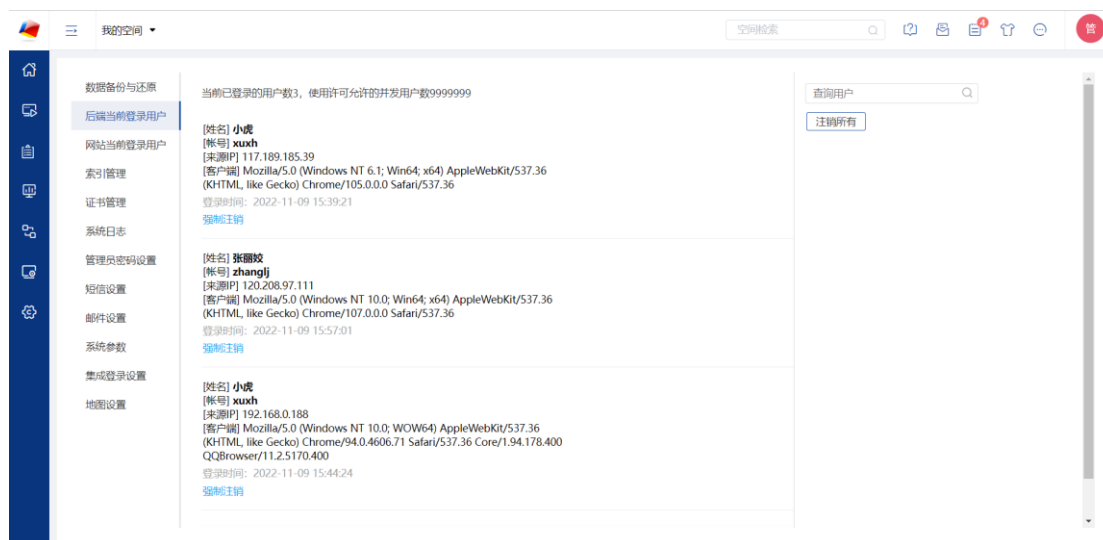 我的空间
空间检索
4
管
数据备份与还原
后端当前登录用户
网站当前登录用户
索引管理
证书管理
系统日志
管理员密码设置
短信设置
邮件设置
系统参数
集成登录设置
地图设置
当前已登录的用户数3，使用许可允许的并发用户数9999999
[姓名] 小虎
[帐号] xuxh
[来源IP] 117.189.185.39
[客户端] Mozilla/5.0 (Windows NT 6.1; Win64; x64) AppleWebKit/537.36
(KHTML, like Gecko) Chrome/105.0.0.0 Safari/537.36
登录时间：2022-11-09 15:39:21
强制注销
[姓名] 张丽姣
[帐号] zhanglj
[来源IP] 120.208.97.111
[客户端] Mozilla/5.0 (Windows NT 10.0; Win64; x64) AppleWebKit/537.36
(KHTML, like Gecko) Chrome/107.0.0.0 Safari/537.36
登录时间：2022-11-09 15:57:01
强制注销
[姓名] 小虎
[帐号] xuxh
[来源IP] 192.168.0.188
[客户端] Mozilla/5.0 (Windows NT 10.0; WOW64) AppleWebKit/537.36
(KHTML, like Gecko) Chrome/94.0.4606.71 Safari/537.36 Core/1.94.178.400
QQBrowser/11.2.5170.400
登录时间：2022-11-09 15:44:24
强制注销
查询用户
注销所有